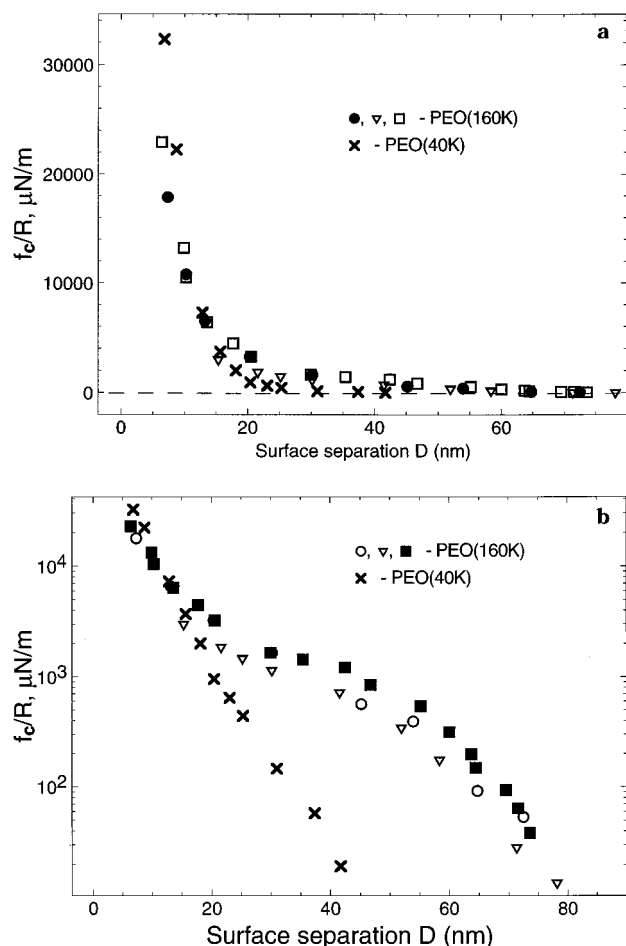 a
30000
20000
10000
0
f_c/R, μN/m
●, ▽, □ - PEO(160K)
× - PEO(40K)
0 20 40 60 80
Surface separation D (nm)
b
10^4
10^3
10^2
f_c/R, μN/m
○, ▽, ■ - PEO(160K)
× - PEO(40K)
0 20 40 60 80
Surface separation D (nm)